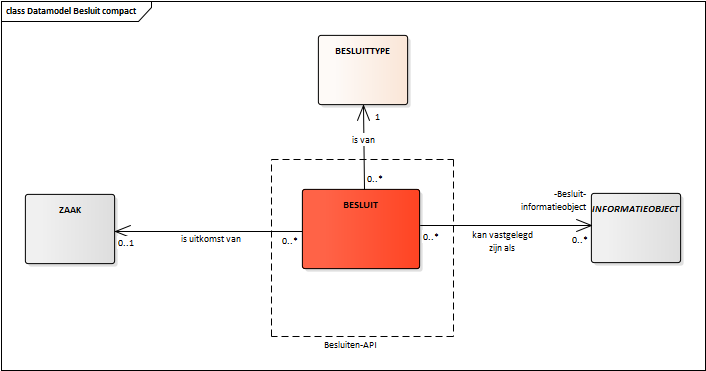 class Datamodel Besluit compact
BESLUITTYPE
1
is van
0..*
ZAAK
0..1
is uitkomst van
0..*
BESLUIT
0..*
kan vastgelegd
zijn als
-Besluit-
informatieobject
INFORMATIEOBJECT
0..*
Besluiten-API